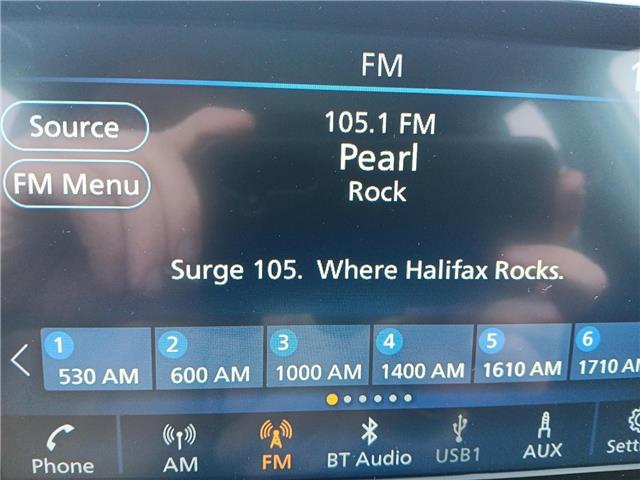 FM
Source
105.1 FM
Pearl
FM Menu
Rock
Surge 105. Where Halifax Rocks.
1 2 3 4 5 6
530 AM 600 AM 1000 AM 1400 AM 1610 AM 1710 AM
Phone AM FM BT Audio USB1 AUX